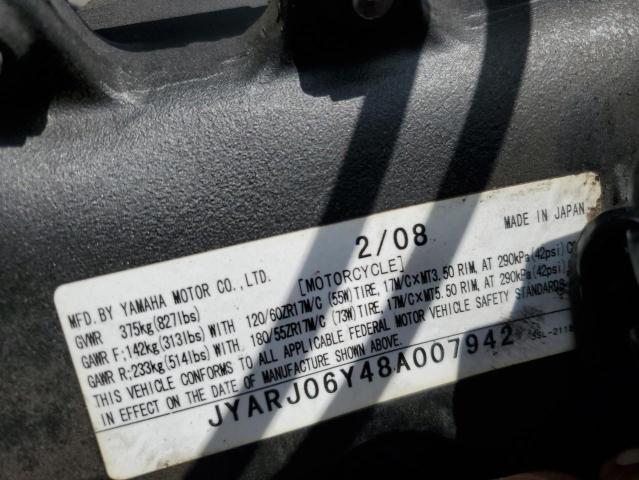 2/08
MADE IN JAPAN
MFD. BY YAMAHA MOTOR CO., LTD. [MOTORCYCLE]
GVWR 375kg(827lbs)
GAWR F:142kg(313lbs) WITH 120/60ZR17M/C (55W) TIRE, 17M/C×MT3.50 RIM, AT 290kPa(42psi)
GAWR R:233kg(514lbs) WITH 180/55ZR17M/C (73W) TIRE, 17M/C×MT5.50 RIM, AT 290kPa(42psi)
THIS VEHICLE CONFORMS TO ALL APPLICABLE FEDERAL MOTOR VEHICLE SAFETY STANDARDS
IN EFFECT ON THE DATE OF MANUFACTURE SHOWN ABOVE.
JYARJ06Y48A007942